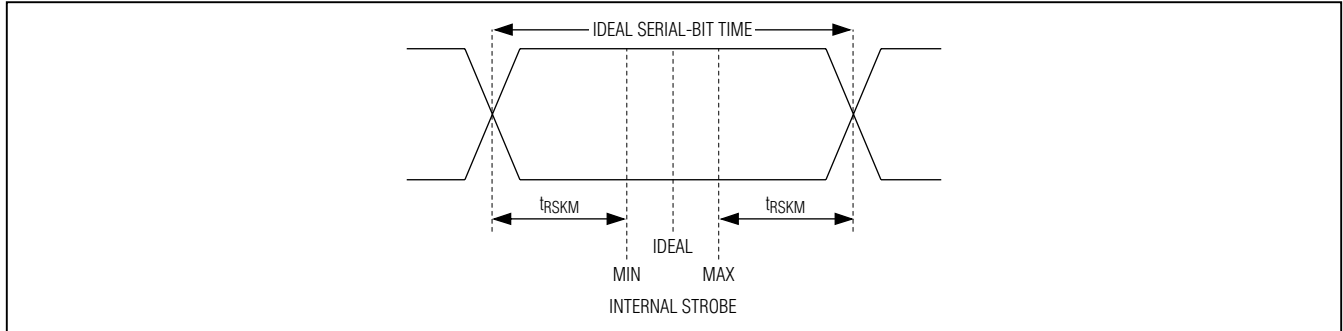 IDEAL SERIAL-BIT TIME
tRSKM
tRSKM
IDEAL
MIN
MAX
INTERNAL STROBE